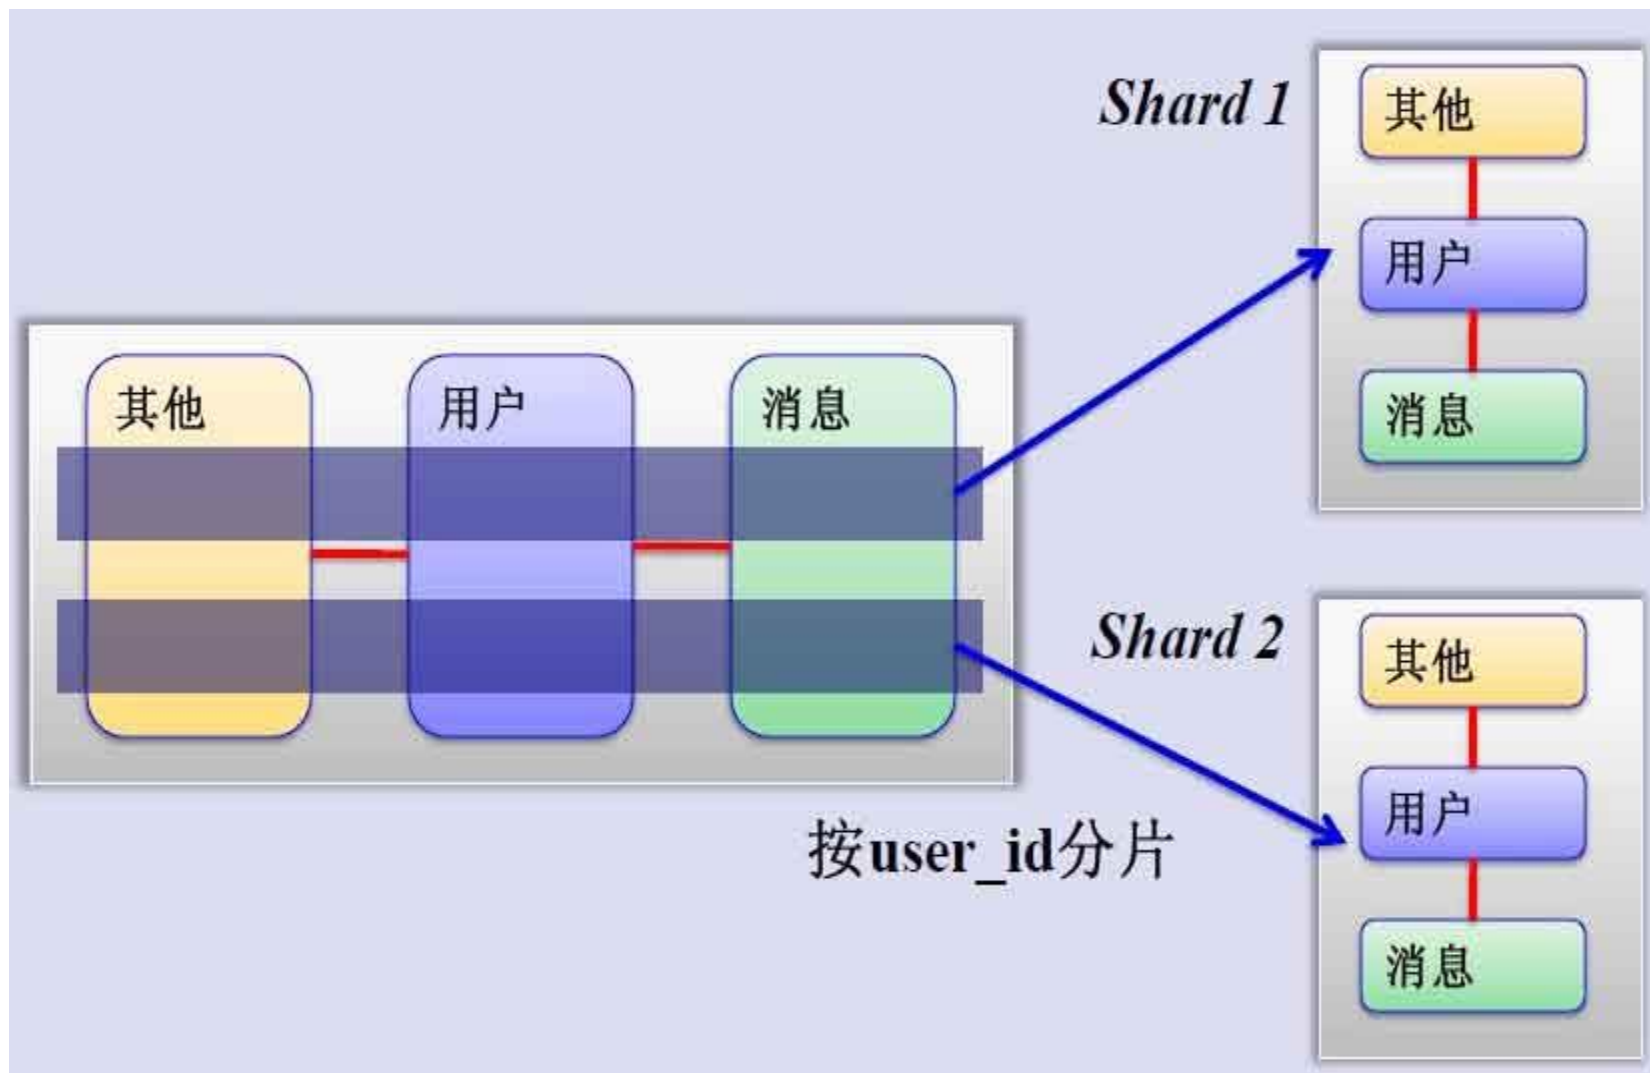 其他
用户
消息
按user_id分片
Shard 1
其他
用户
消息
Shard 2
其他
用户
消息